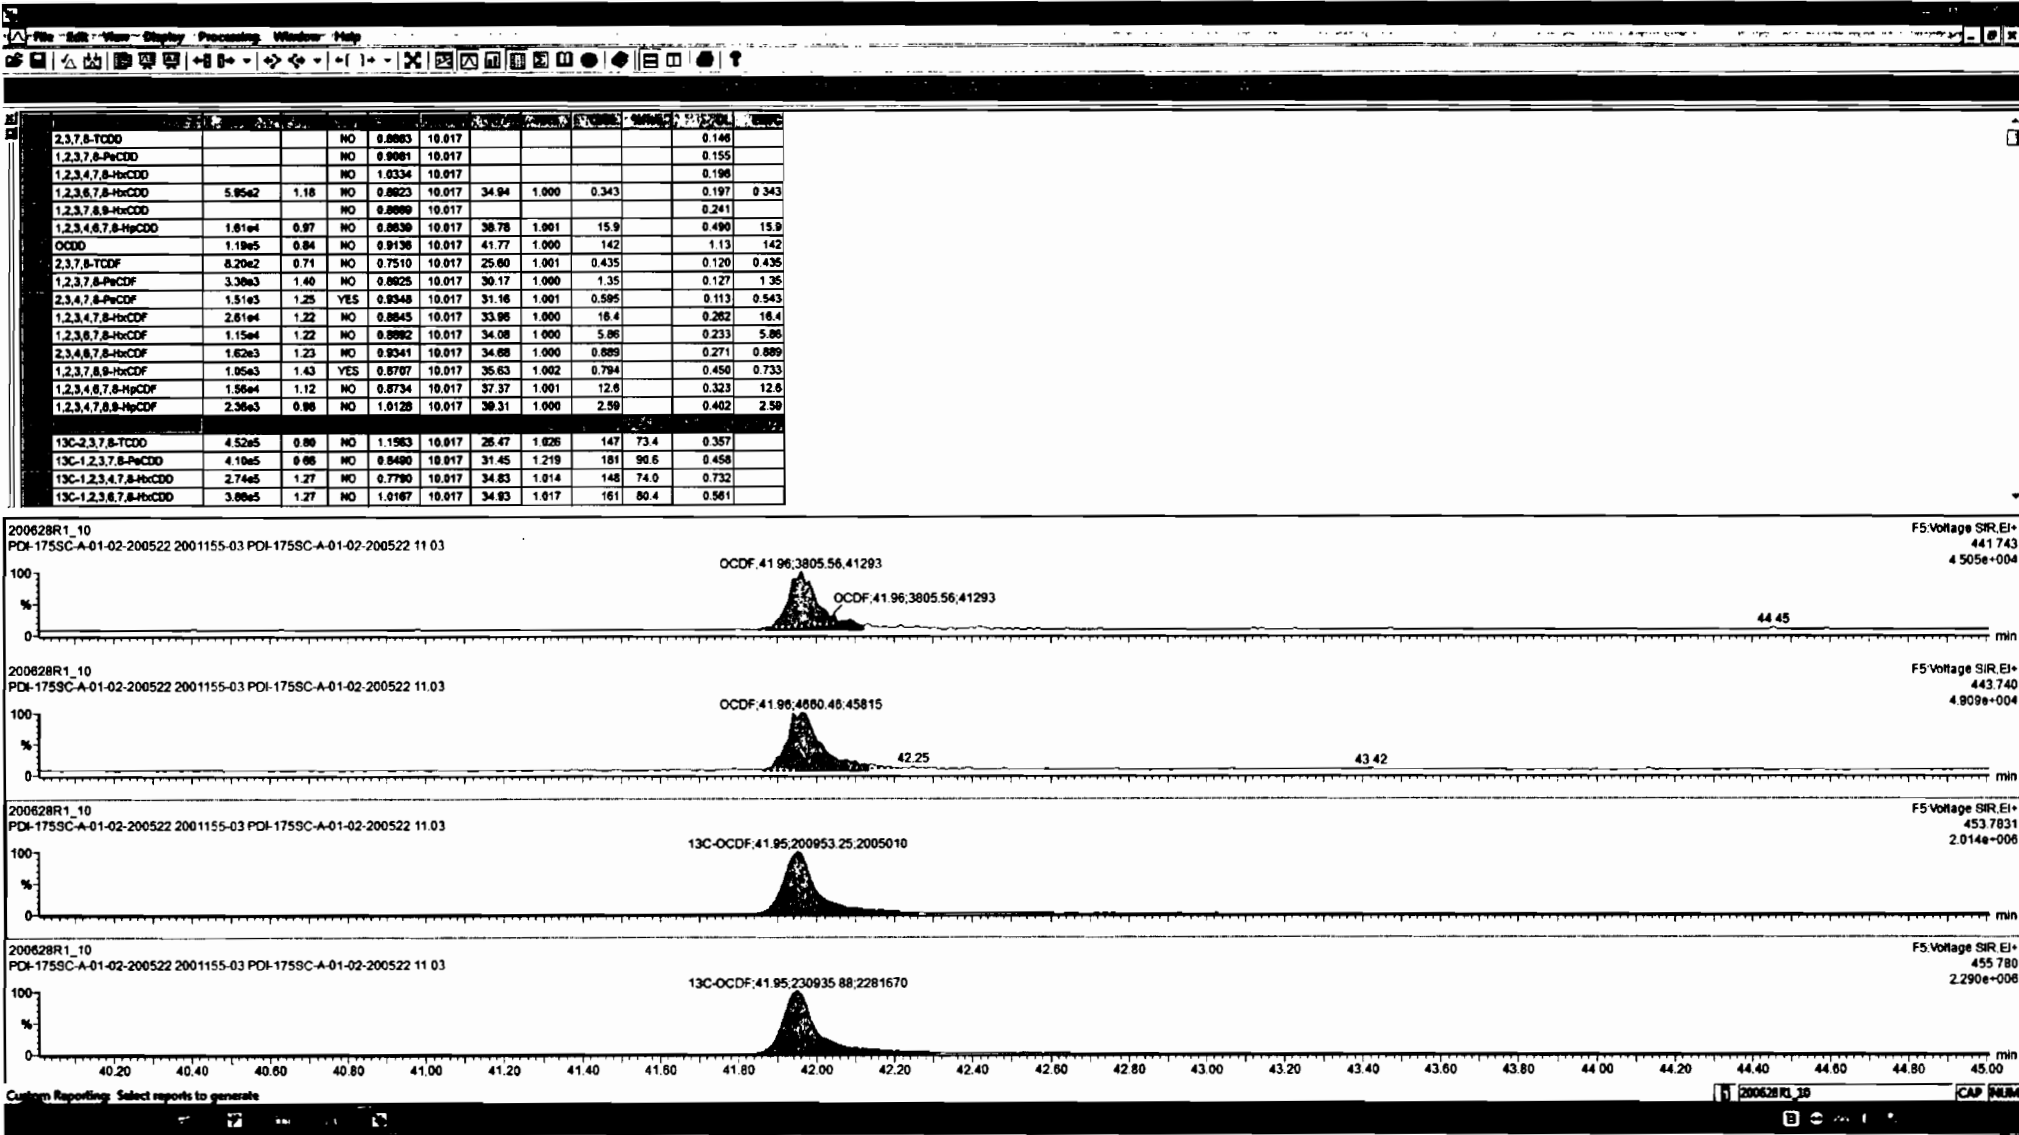 File Edit View Display Processing Window Help
2,3,7,8-TCDD NO 0.8883 10.017 0.146
1,2,3,7,8-PeCDD NO 0.9081 10.017 0.155
1,2,3,4,7,8-HxCDD NO 1.0334 10.017 0.196
1,2,3,6,7,8-HxCDD 5.95e2 1.18 NO 0.8923 10.017 34.94 1.000 0.343 0.197 0 343
1,2,3,7,8,9-HxCDD NO 10.017 0.241
1,2,3,4,6,7,8-HpCDD 1.61e4 0.97 NO 0.8639 10.017 38.78 1.001 15.9 0.490 15.9
OCDD 1.19e5 0.84 NO 0.9136 10.017 41.77 1.000 142 1.13 142
2,3,7,8-TCDF 8.20e2 0.71 NO 0.7510 10.017 25.60 1.001 0.435 0.120 0.435
1,2,3,7,8-PeCDF 3.38e3 1.40 NO 0.8925 10.017 30.17 1.000 1.35 0.127 1 35
2,3,4,7,8-PeCDF 1.51e3 1.25 YES 0.9348 10.017 31.16 1.001 0.595 0.113 0.543
1,2,3,4,7,8-HxCDF 2.61e4 1.22 NO 0.8645 10.017 33.96 1.000 16.4 0.262 16.4
1,2,3,6,7,8-HxCDF 1.15e4 1.22 NO 0.8892 10.017 34.08 1 000 5.86 0.233 5.86
2,3,4,6,7,8-HxCDF 1.62e3 1.23 NO 0.9341 10.017 34.68 1.000 0.889 0.271 0.889
1,2,3,7,8,9-HxCDF 1.05e3 1.43 YES 0.8707 10.017 35.63 1.002 0.794 0.450 0.733
1,2,3,4,6,7,8-HpCDF 1.56e4 1.12 NO 0.8734 10.017 37.37 1.001 12.6 0.323 12.6
1,2,3,4,7,8,9-HpCDF 2.36e3 0.98 NO 1.0128 10.017 39.31 1.000 2.59 0.402 2.59
13C-2,3,7,8-TCDD 4.52e5 0.80 NO 1.1563 10.017 26.47 1.026 147 73.4 0.357
13C-1,2,3,7,8-PeCDD 4.10e5 0 66 NO 0.8490 10.017 31.45 1.219 181 90.6 0.458
13C-1,2,3,4,7,8-HxCDD 2.74e5 1.27 NO 0.7790 10.017 34.83 1.014 148 74.0 0.732
13C-1,2,3,6,7,8-HxCDD 3.88e5 1.27 NO 1.0167 10.017 34.93 1.017 161 80.4 0.561
200628R1_10 F5:Voltage SIR,EI+
PDI-175SC-A-01-02-200522 2001155-03 PDI-175SC-A-01-02-200522 11 03 441 743
OCDF;41 96;3805.56;41293 4 505e+004
100
%
OCDF;41.96;3805.56;41293
44 45
0
min
200628R1_10 F5:Voltage SIR,EI+
PDI-175SC-A-01-02-200522 2001155-03 PDI-175SC-A-01-02-200522 11.03 443.740
OCDF;41.96;4660.46;45815 4.909e+004
100
%
42.25 43 42
0
min
200628R1_10 F5:Voltage SIR,EI+
PDI-175SC-A-01-02-200522 2001155-03 PDI-175SC-A-01-02-200522 11.03 453.7831
13C-OCDF;41.95;200953.25;2005010 2.014e+006
100
%
0
min
200628R1_10 F5:Voltage SIR,EI+
PDI-175SC-A-01-02-200522 2001155-03 PDI-175SC-A-01-02-200522 11 03 455 780
13C-OCDF;41.95;230935 88;2281670 2.290e+006
100
%
0
min
40.20 40.40 40.60 40.80 41.00 41.20 41.40 41.60 41.80 42.00 42.20 42.40 42.60 42.80 43.00 43.20 43.40 43.60 43.80 44 00 44.20 44.40 44.60 44.80 45.00
Custom Reporting: Select reports to generate 200628R1_10 CAP NUM